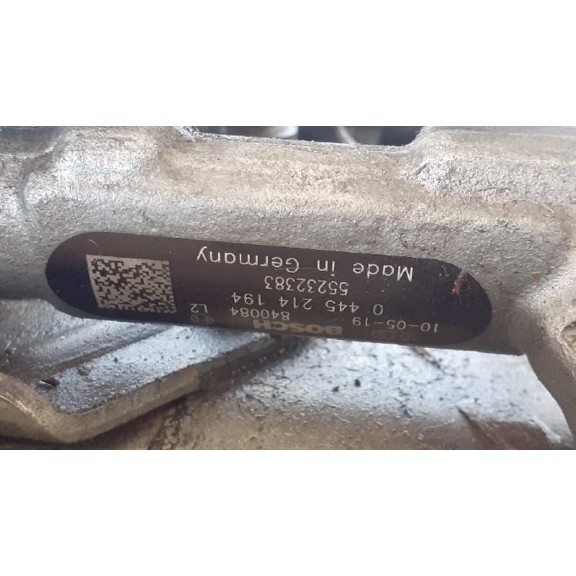 BOSCH
10-05-19 840084 L2
0 445 214 194
55232383
Made in Germany